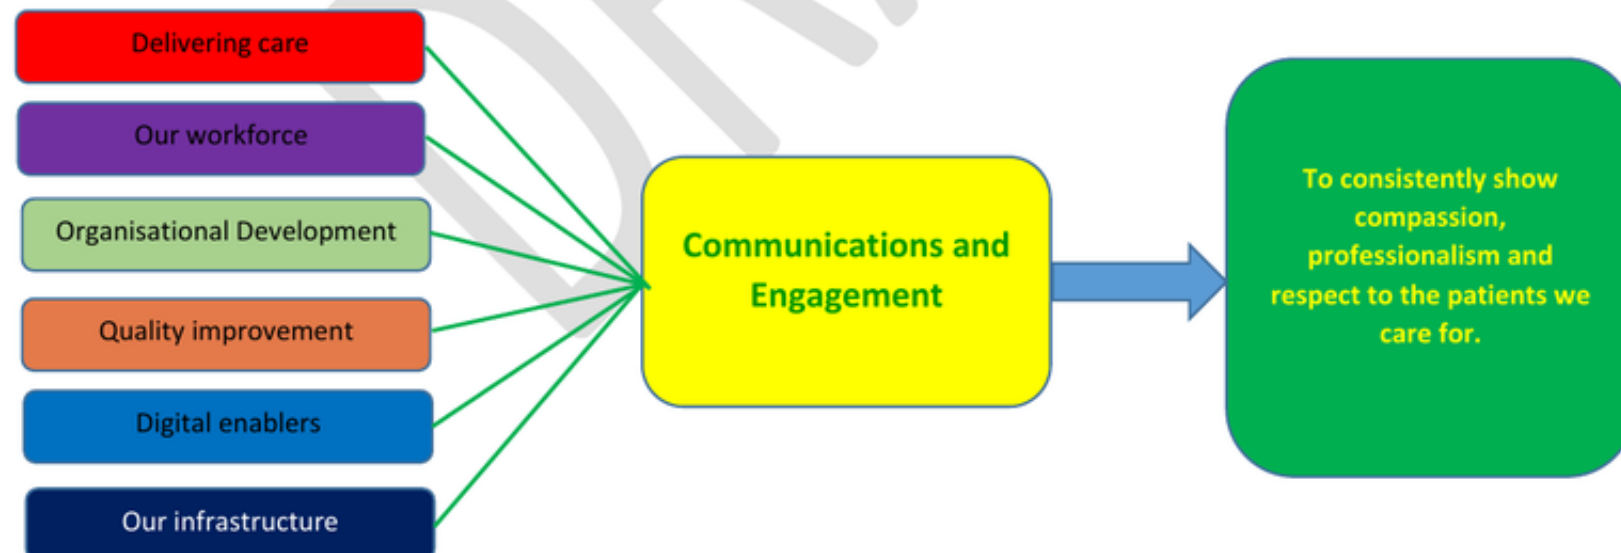 Delivering care
Our workforce
Organisational Development
Quality improvement
Digital enablers
Our infrastructure
Communications and
Engagement
To consistently show
compassion,
professionalism and
respect to the patients we
care for.